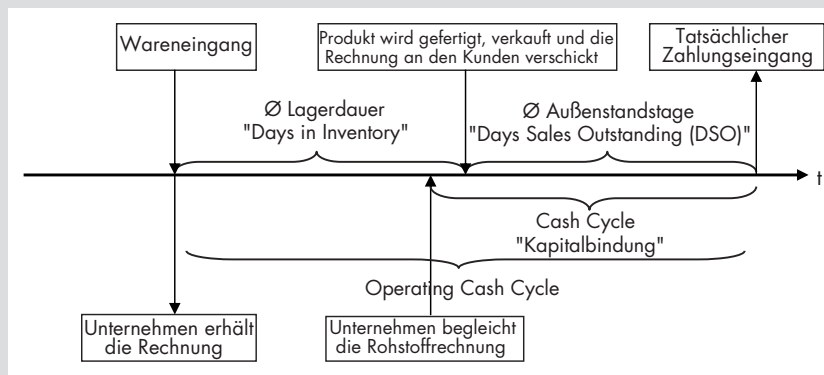 Wareneingang
Produkt wird gefertigt, verkauft und die
Rechnung an den Kunden verschickt
Tatsächlicher
Zahlungseingang
Ø Lagerdauer
"Days in Inventory"
Ø Außenstandstage
"Days Sales Outstanding (DSO)"
t
Cash Cycle
"Kapitalbindung"
Operating Cash Cycle
Unternehmen erhält
die Rechnung
Unternehmen begleicht
die Rohstoffrechnung